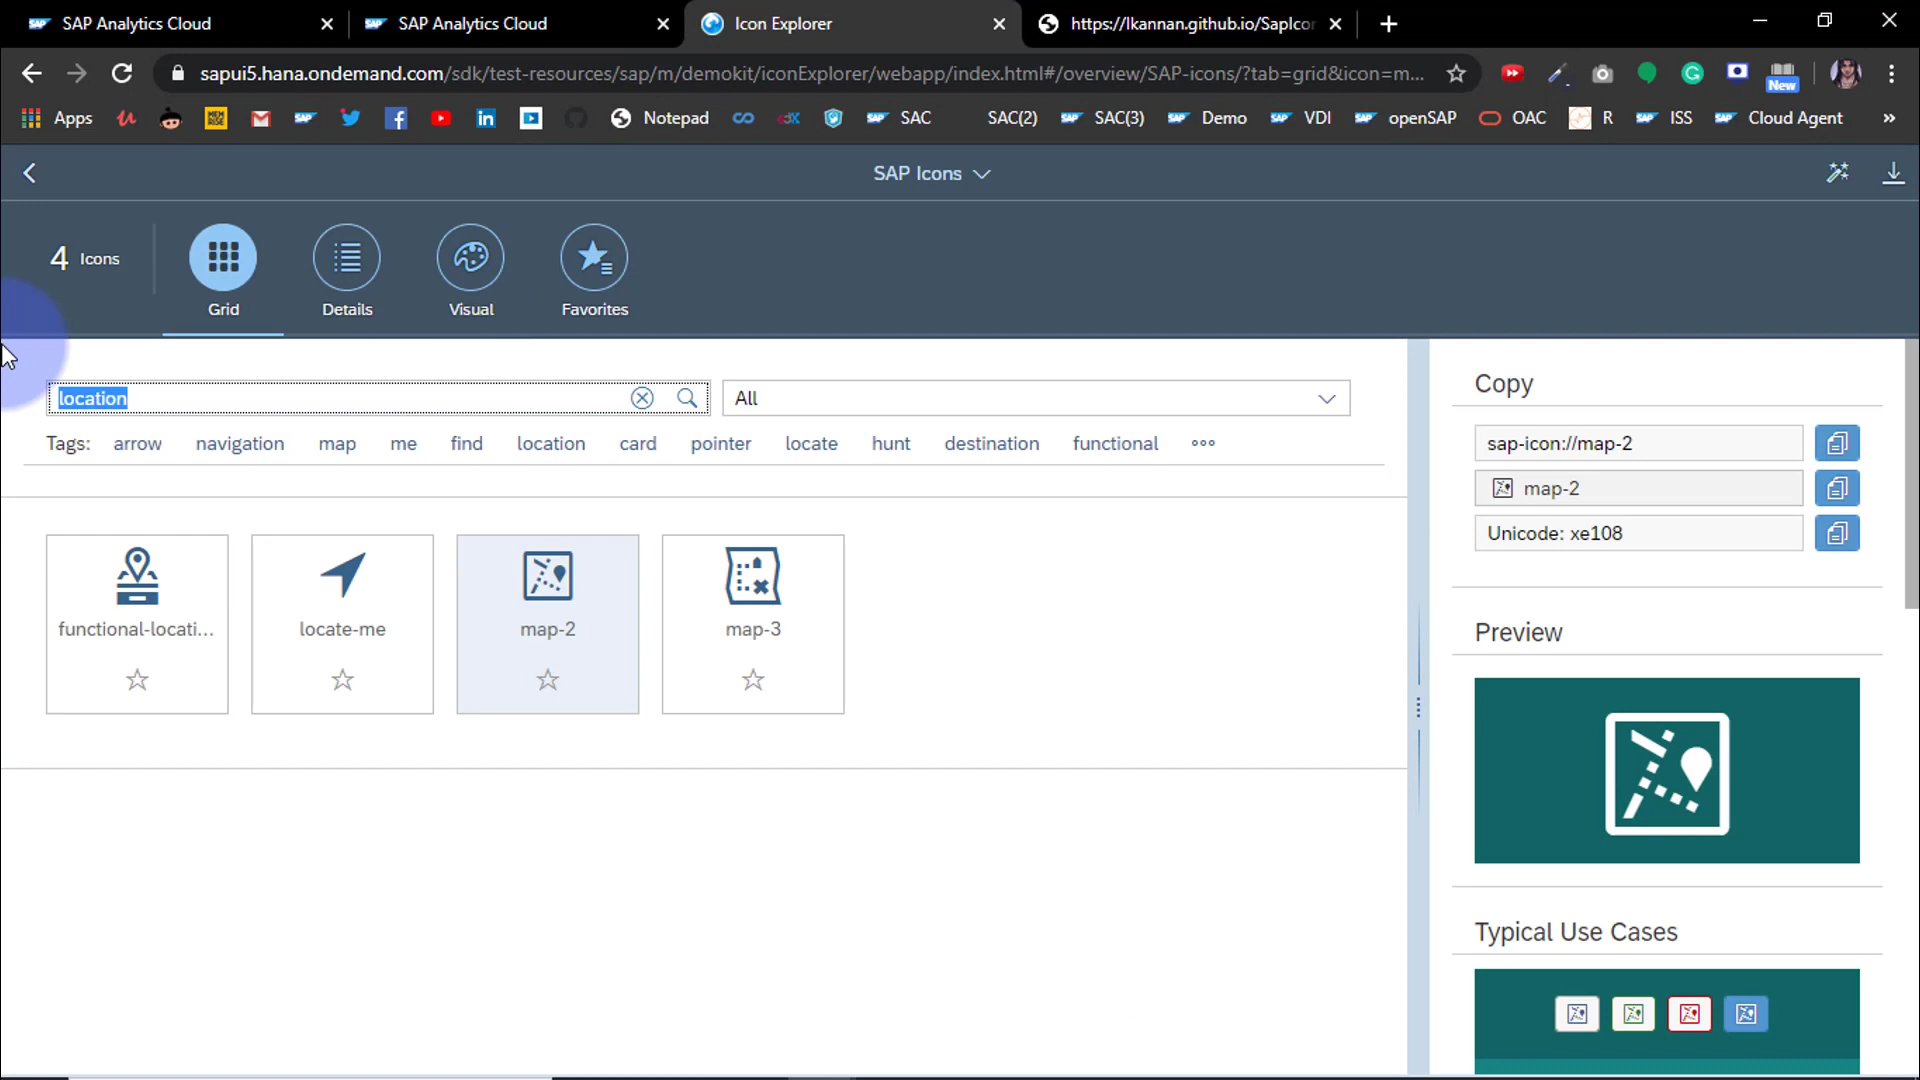 SAP Analytics Cloud
SAP Analytics Cloud
Icon Explorer
https://lkannan.github.io/SapIcor
sapui5.hana.ondemand.com/sdk/test-resources/sap/m/demokit/iconExplorer/webapp/index.html#/overview/SAP-icons/?tab=grid&icon=m...
New
Apps
Notepad
SAC
SAC(2)
SAC(3)
Demo
VDI
openSAP
OAC
R
ISS
Cloud Agent
»
SAP Icons
4 Icons
Grid
Details
Visual
Favorites
location
All
Tags: arrow navigation map me find location card pointer locate hunt destination functional
functional-locati...
locate-me
map-2
map-3
Copy
sap-icon://map-2
map-2
Unicode: xe108
Preview
Typical Use Cases